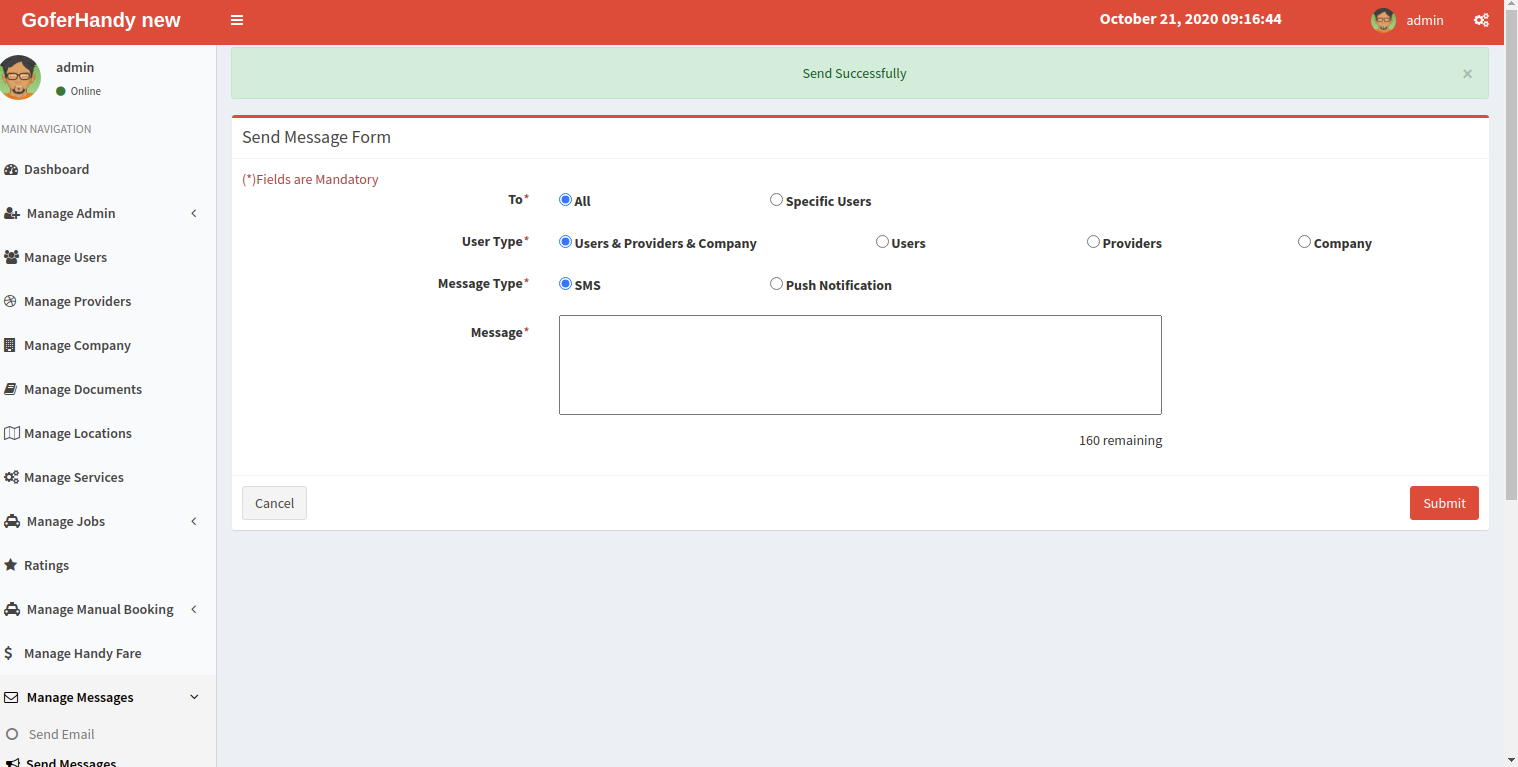 GoferHandy new
October 21, 2020 09:16:44
admin
admin
Online
MAIN NAVIGATION
Dashboard
Manage Admin
Manage Users
Manage Providers
Manage Company
Manage Documents
Manage Locations
Manage Services
Manage Jobs
Ratings
Manage Manual Booking
Manage Handy Fare
Manage Messages
Send Email
Send Messages
Send Successfully ×
Send Message Form
(*)Fields are Mandatory
To* All Specific Users
User Type* Users & Providers & Company Users Providers Company
Message Type* SMS Push Notification
Message*
160 remaining
Cancel Submit